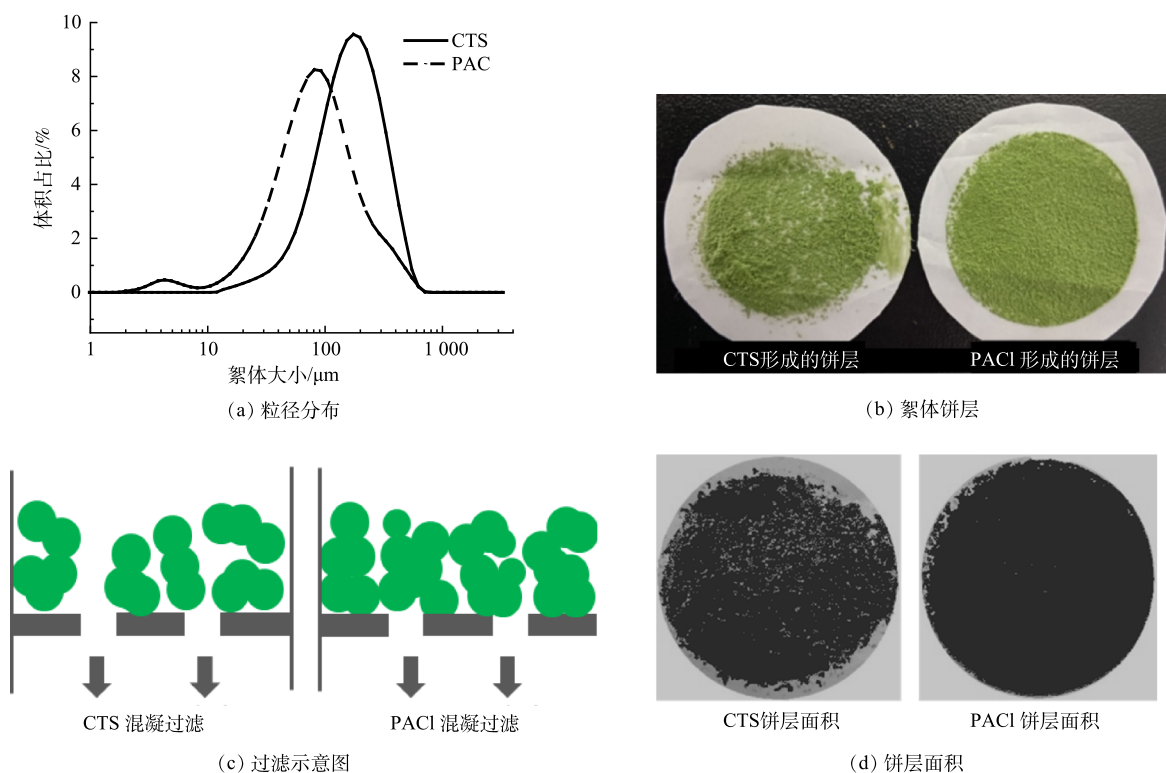 10
8
6
4
2
0
体积占比/%
CTS
PAC
1
10
100
1 000
絮体大小/μm
(a) 粒径分布
CTS形成的饼层
PACl 形成的饼层
(b) 絮体饼层
CTS 混凝过滤
PACl 混凝过滤
(c) 过滤示意图
CTS饼层面积
PACl 饼层面积
(d) 饼层面积